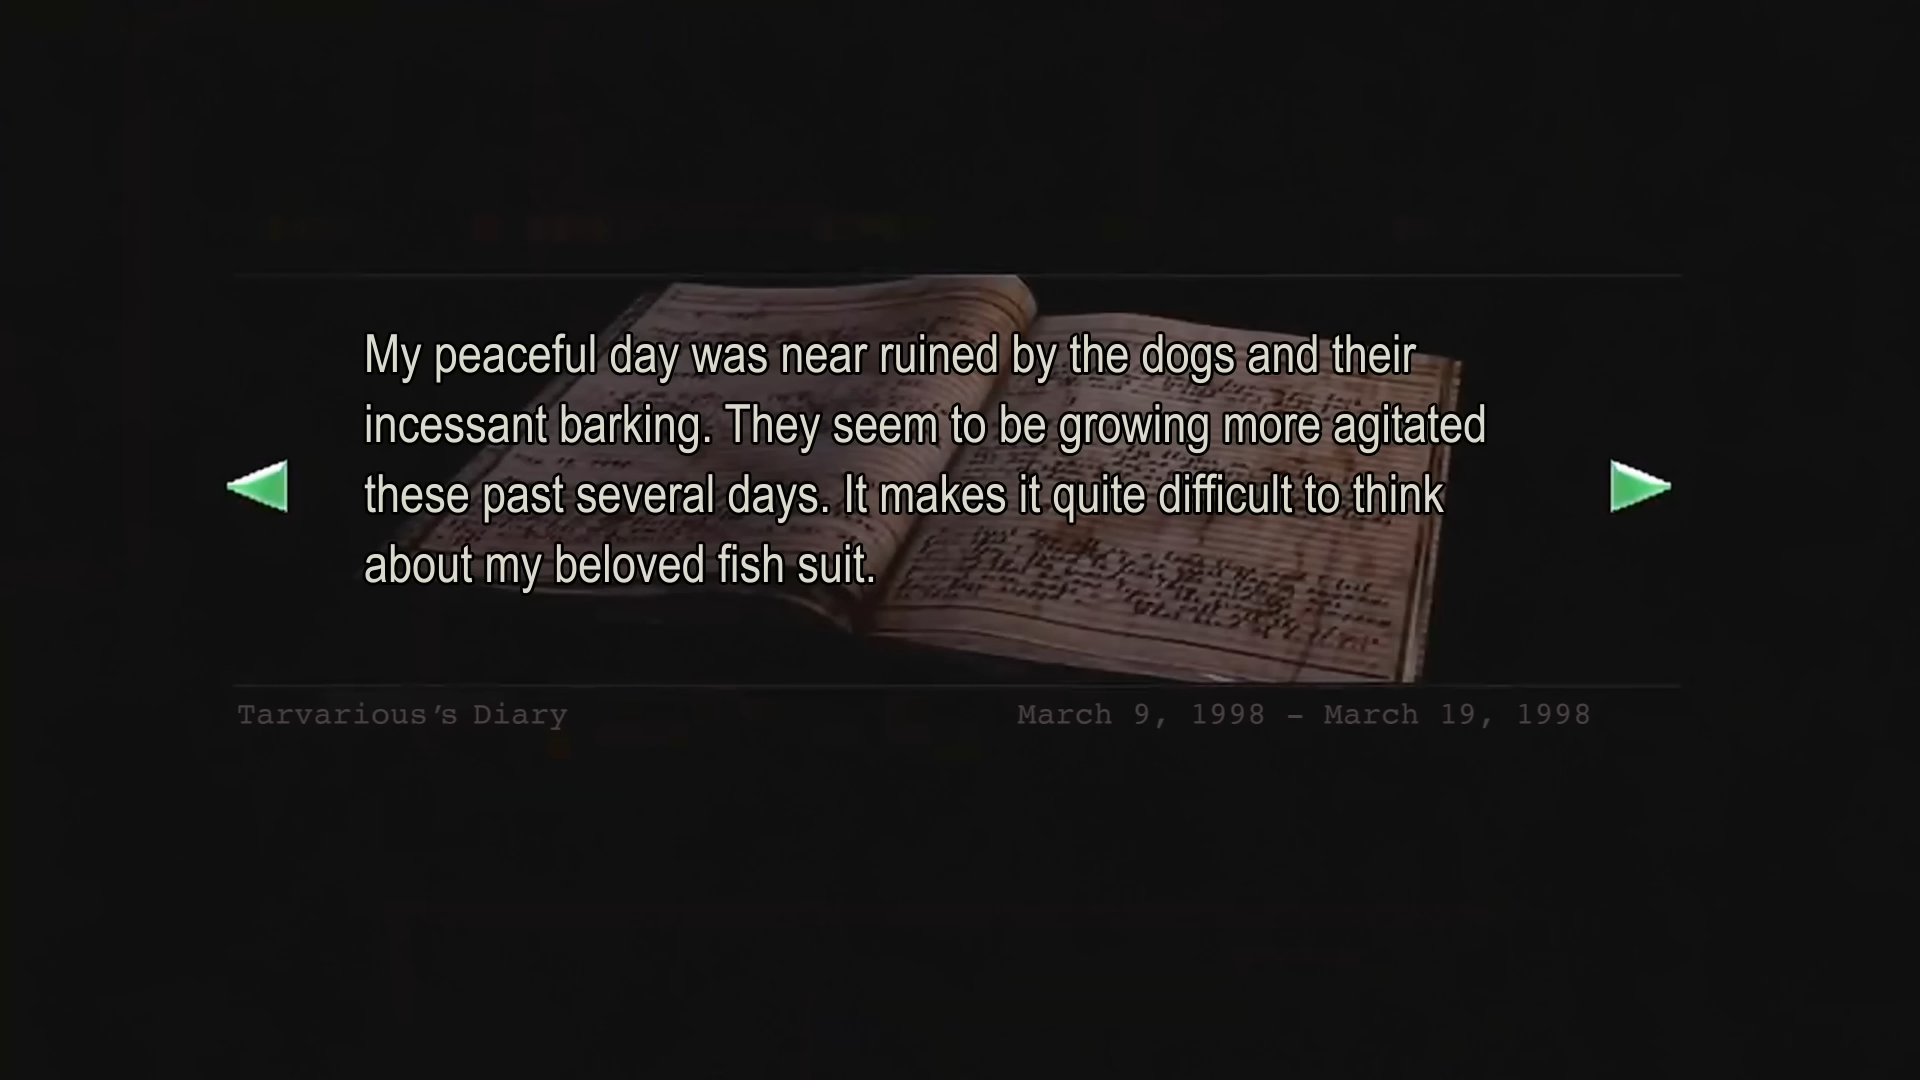 My peaceful day was near ruined by the dogs and their
incessant barking. They seem to be growing more agitated
these past several days. It makes it quite difficult to think
about my beloved fish suit.
Tarvarious's Diary
March 9, 1998 – March 19, 1998